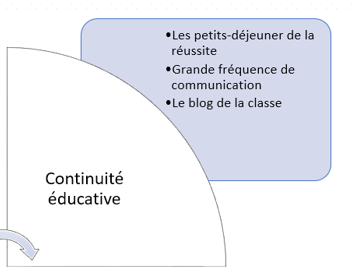 •Les petits-déjeuner de la
réussite
•Grande fréquence de
communication
•Le blog de la classe
Continuité
éducative